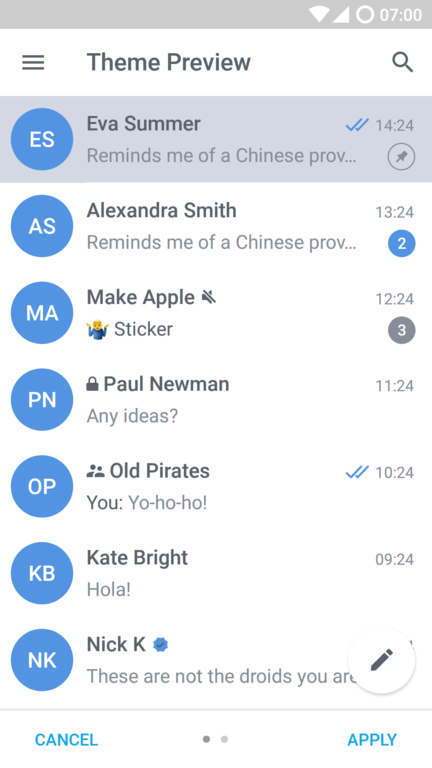 07:00
Theme Preview
ES
Eva Summer
14:24
Reminds me of a Chinese prov...
AS
Alexandra Smith
13:24
Reminds me of a Chinese prov...
2
MA
Make Apple
12:24
🤷‍♂️ Sticker
3
PN
Paul Newman
11:24
Any ideas?
OP
Old Pirates
10:24
You: Yo-ho-ho!
KB
Kate Bright
09:24
Hola!
NK
Nick K
These are not the droids you are
CANCEL
APPLY